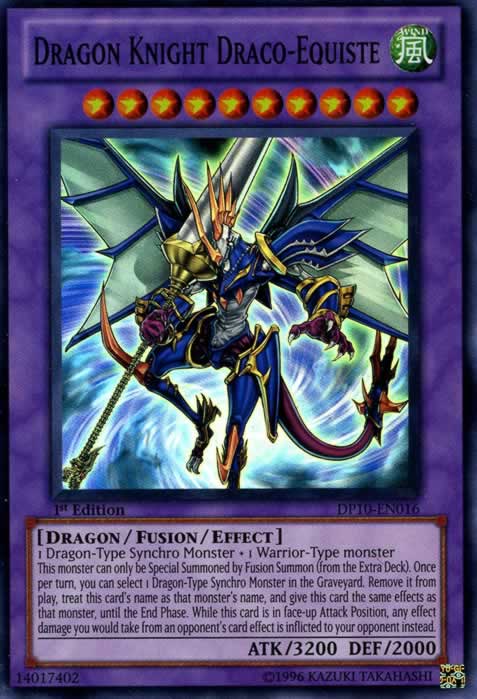 DRAGON KNIGHT DRACO-EQUISTE
WIND
風
1st Edition
DP10-EN016
[DRAGON/FUSION/EFFECT]
1 Dragon-Type Synchro Monster + 1 Warrior-Type monster
This monster can only be Special Summoned by Fusion Summon (from the Extra Deck). Once
per turn, you can select 1 Dragon-Type Synchro Monster in the Graveyard. Remove it from
play, treat this card's name as that monster's name, and give this card the same effects as
that monster, until the End Phase. While this card is in face-up Attack Position, any effect
damage you would take from an opponent's card effect is inflicted to your opponent instead.
ATK/3200 DEF/2000
14017402
©1996 KAZUKI TAKAHASHI